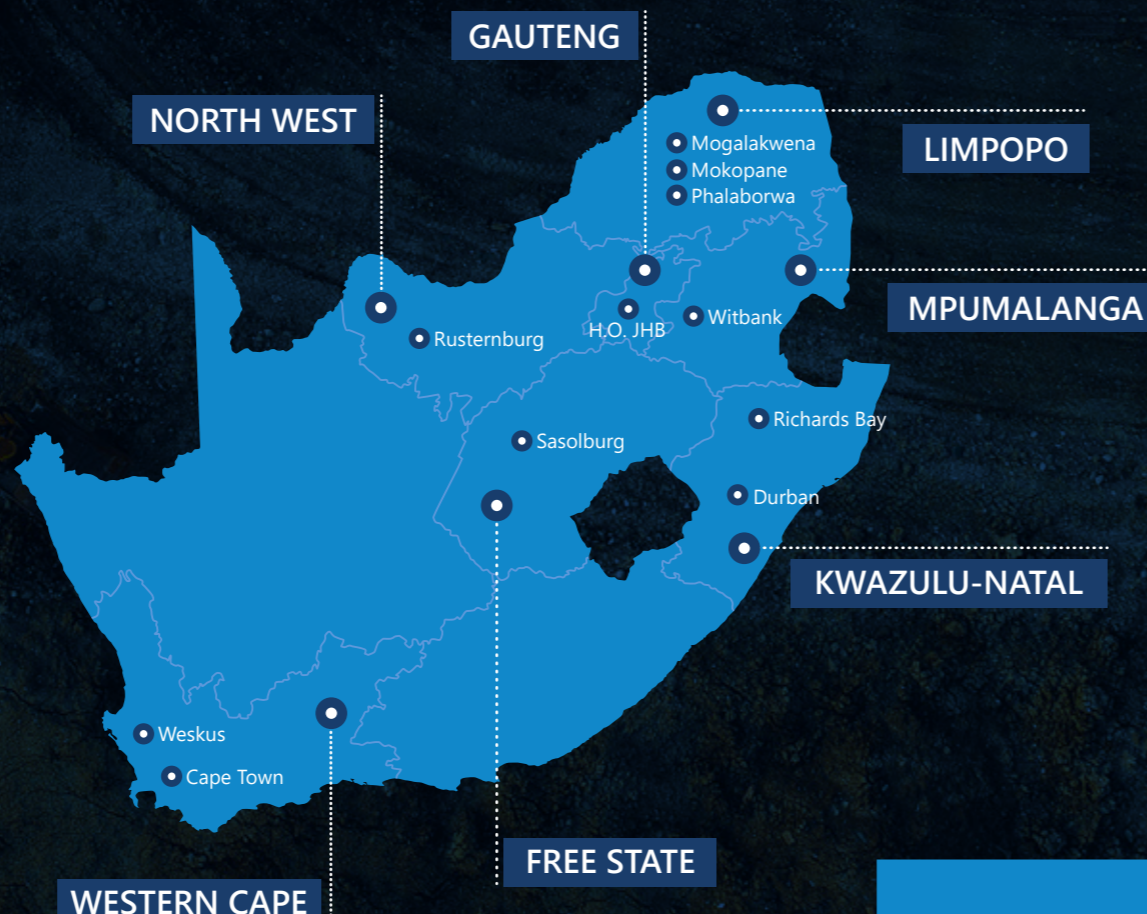 GAUTENG
NORTH WEST
LIMPOPO
Mogalakwena
Mokopane
Phalaborwa
MPUMALANGA
H.O. JHB
Witbank
Rusternburg
Richards Bay
Sasolburg
Durban
KWAZULU-NATAL
Weskus
Cape Town
FREE STATE
WESTERN CAPE